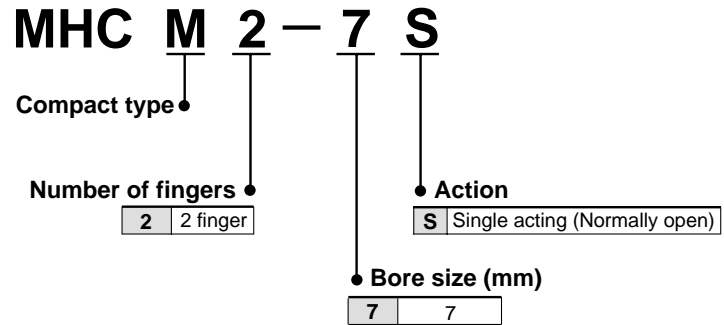 MHC M 2 — 7 S
Compact type
Number of fingers
2 2 finger
Action
S Single acting (Normally open)
Bore size (mm)
7 7